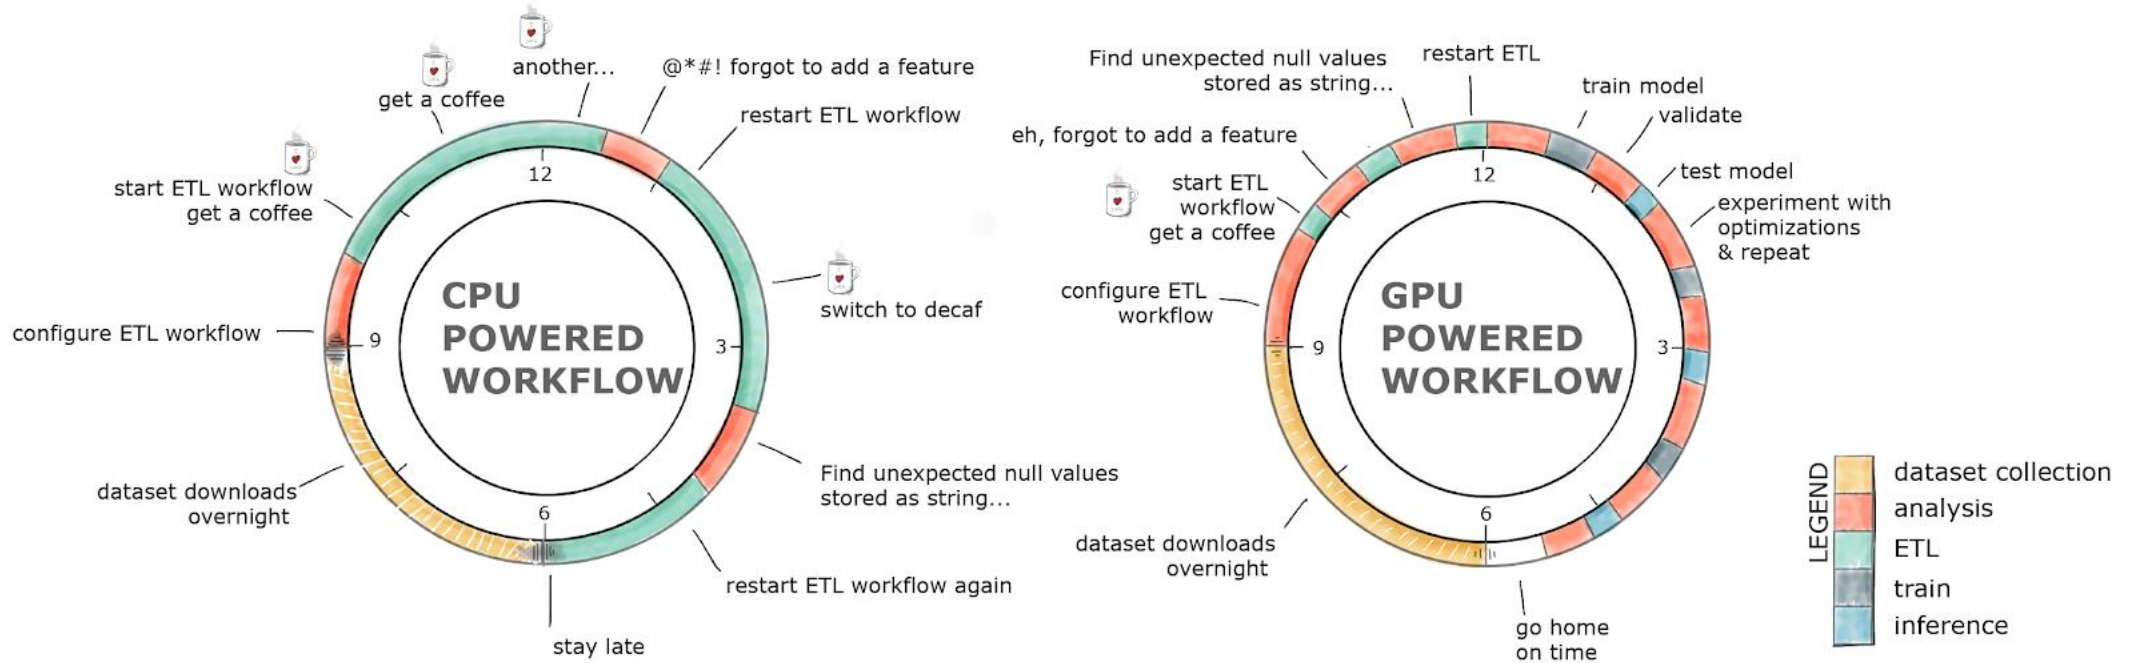 another...
@*#! forgot to add a feature
get a coffee
restart ETL workflow
start ETL workflow
get a coffee
12
switch to decaf
configure ETL workflow
9
3
CPU
POWERED
WORKFLOW
dataset downloads
overnight
6
Find unexpected null values
stored as string...
restart ETL workflow again
stay late
Find unexpected null values
stored as string...
restart ETL
train model
validate
eh, forgot to add a feature
test model
start ETL
workflow
get a coffee
12
experiment with
optimizations
& repeat
configure ETL
workflow
9
3
GPU
POWERED
WORKFLOW
dataset downloads
overnight
6
go home
on time
LEGEND
dataset collection
analysis
ETL
train
inference